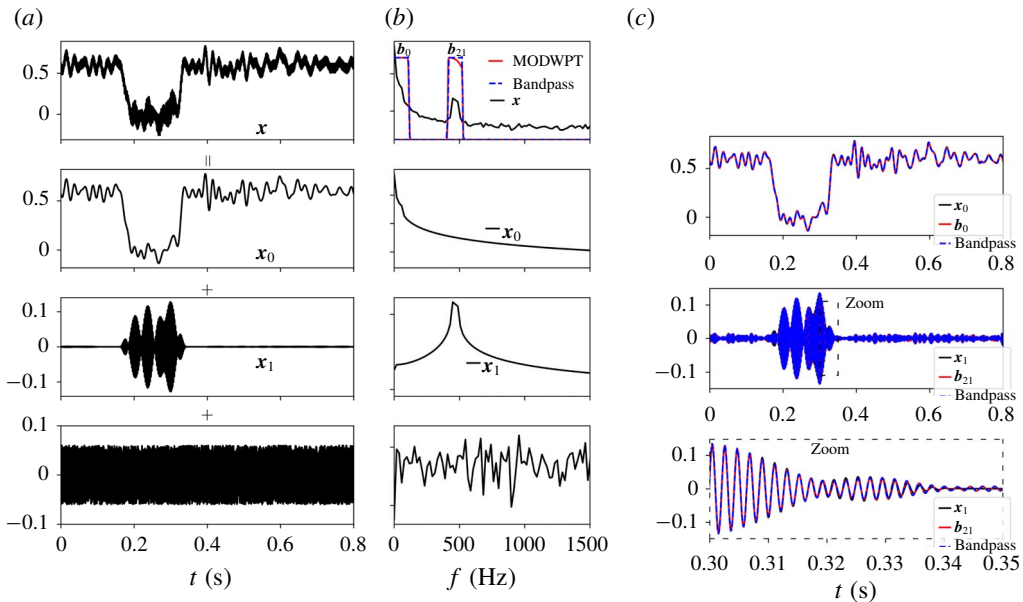 (a)
0.5
0
x
=
0.5
0
x0
+
0.1
0
−0.1
x1
+
0.1
0
−0.1
0 0.2 0.4 0.6 0.8
t (s)
(b)
b0 b21
MODWPT
Bandpass
x
x0
x1
0 500 1000 1500
f (Hz)
(c)
0.5
0
x0
b0
Bandpass
0 0.2 0.4 0.6 0.8
0.1
0
−0.1
Zoom
x1
b21
Bandpass
0 0.2 0.4 0.6 0.8
Zoom
0.1
0
−0.1
x1
b21
Bandpass
0.30 0.31 0.32 0.33 0.34 0.35
t (s)